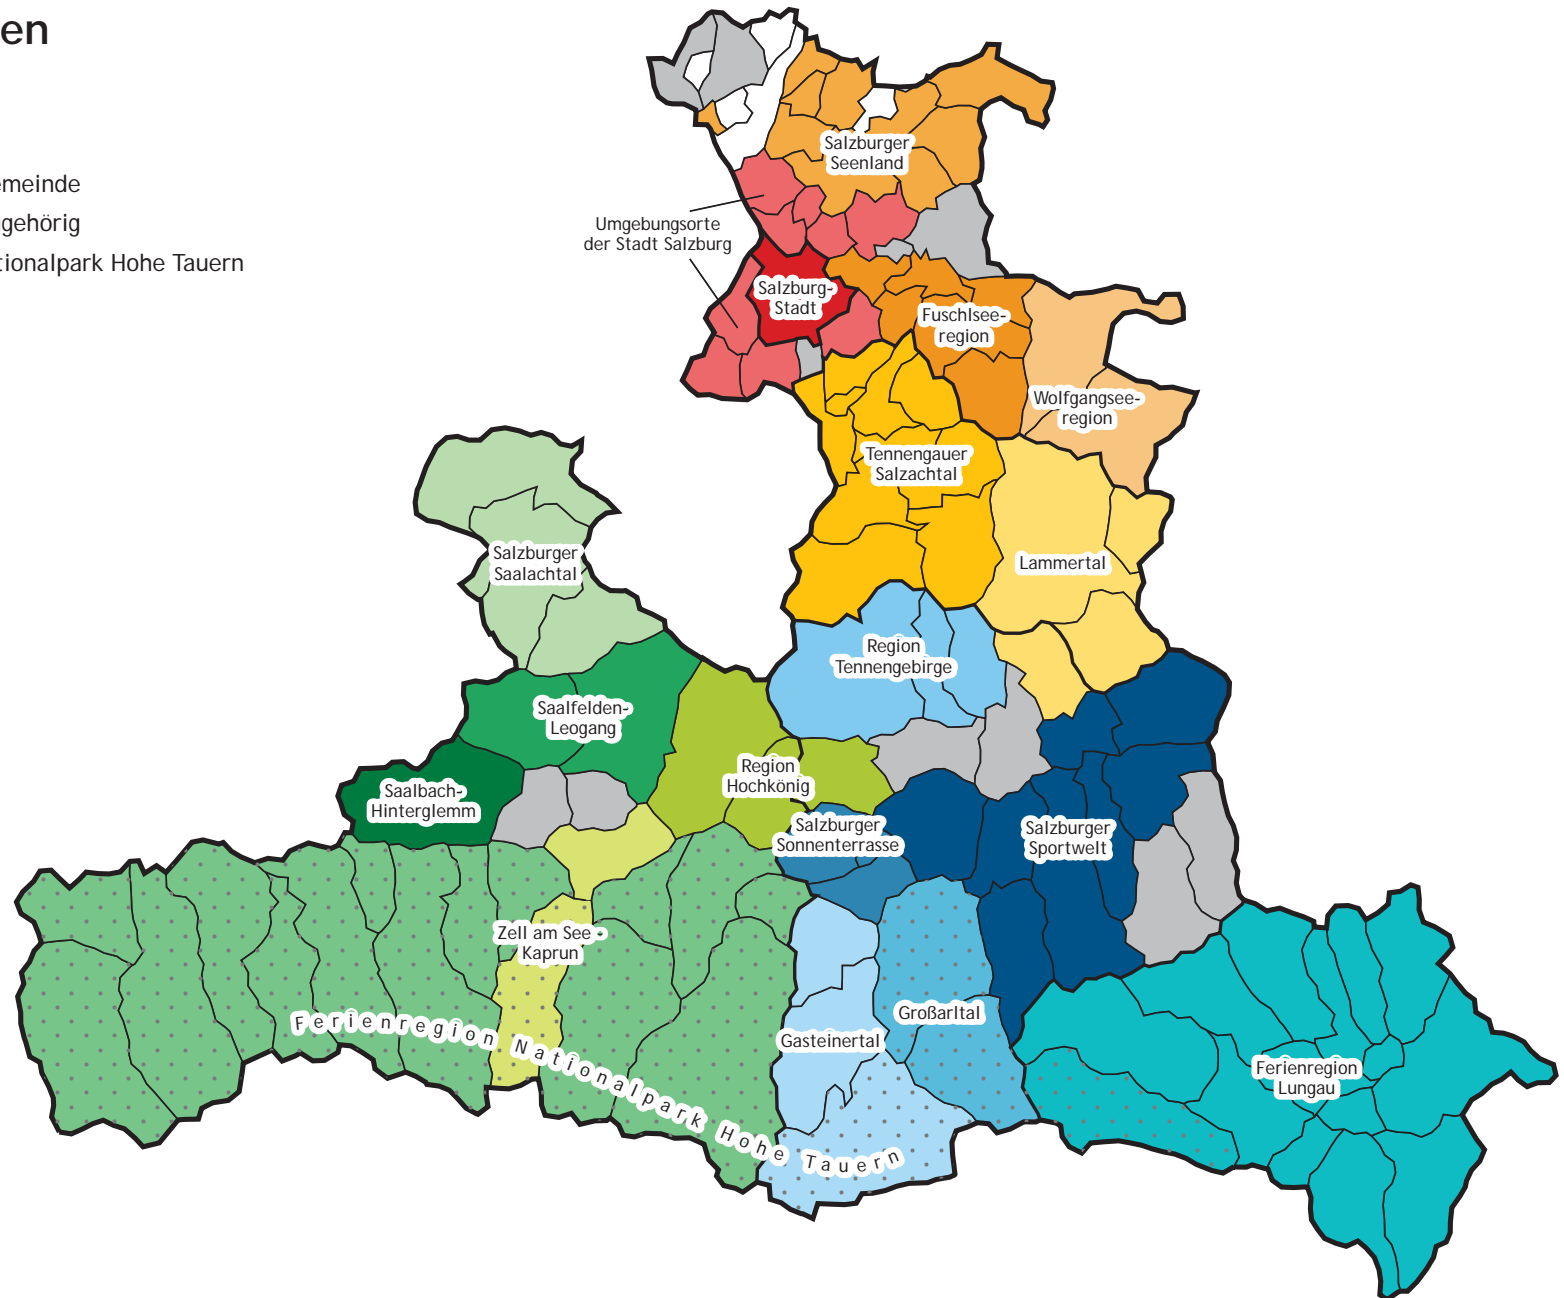 en
emeinde
gehörig
tionalpark Hohe Tauern
Salzburger
Seenland
Umgebungsorte
der Stadt Salzburg
Salzburg-
Stadt
Fuschlsee-
region
Wolfgangsee-
region
Tennengauer
Salzachtal
Lammertal
Salzburger
Saalachtal
Region
Tennengebirge
Saalfelden-
Leogang
Region
Hochkönig
Saalbach-
Hinterglemm
Salzburger
Sonnenterrasse
Salzburger
Sportwelt
Zell am See -
Kaprun
Großarltal
Gasteinertal
Ferienregion Nationalpark Hohe Tauern
Ferienregion
Lungau